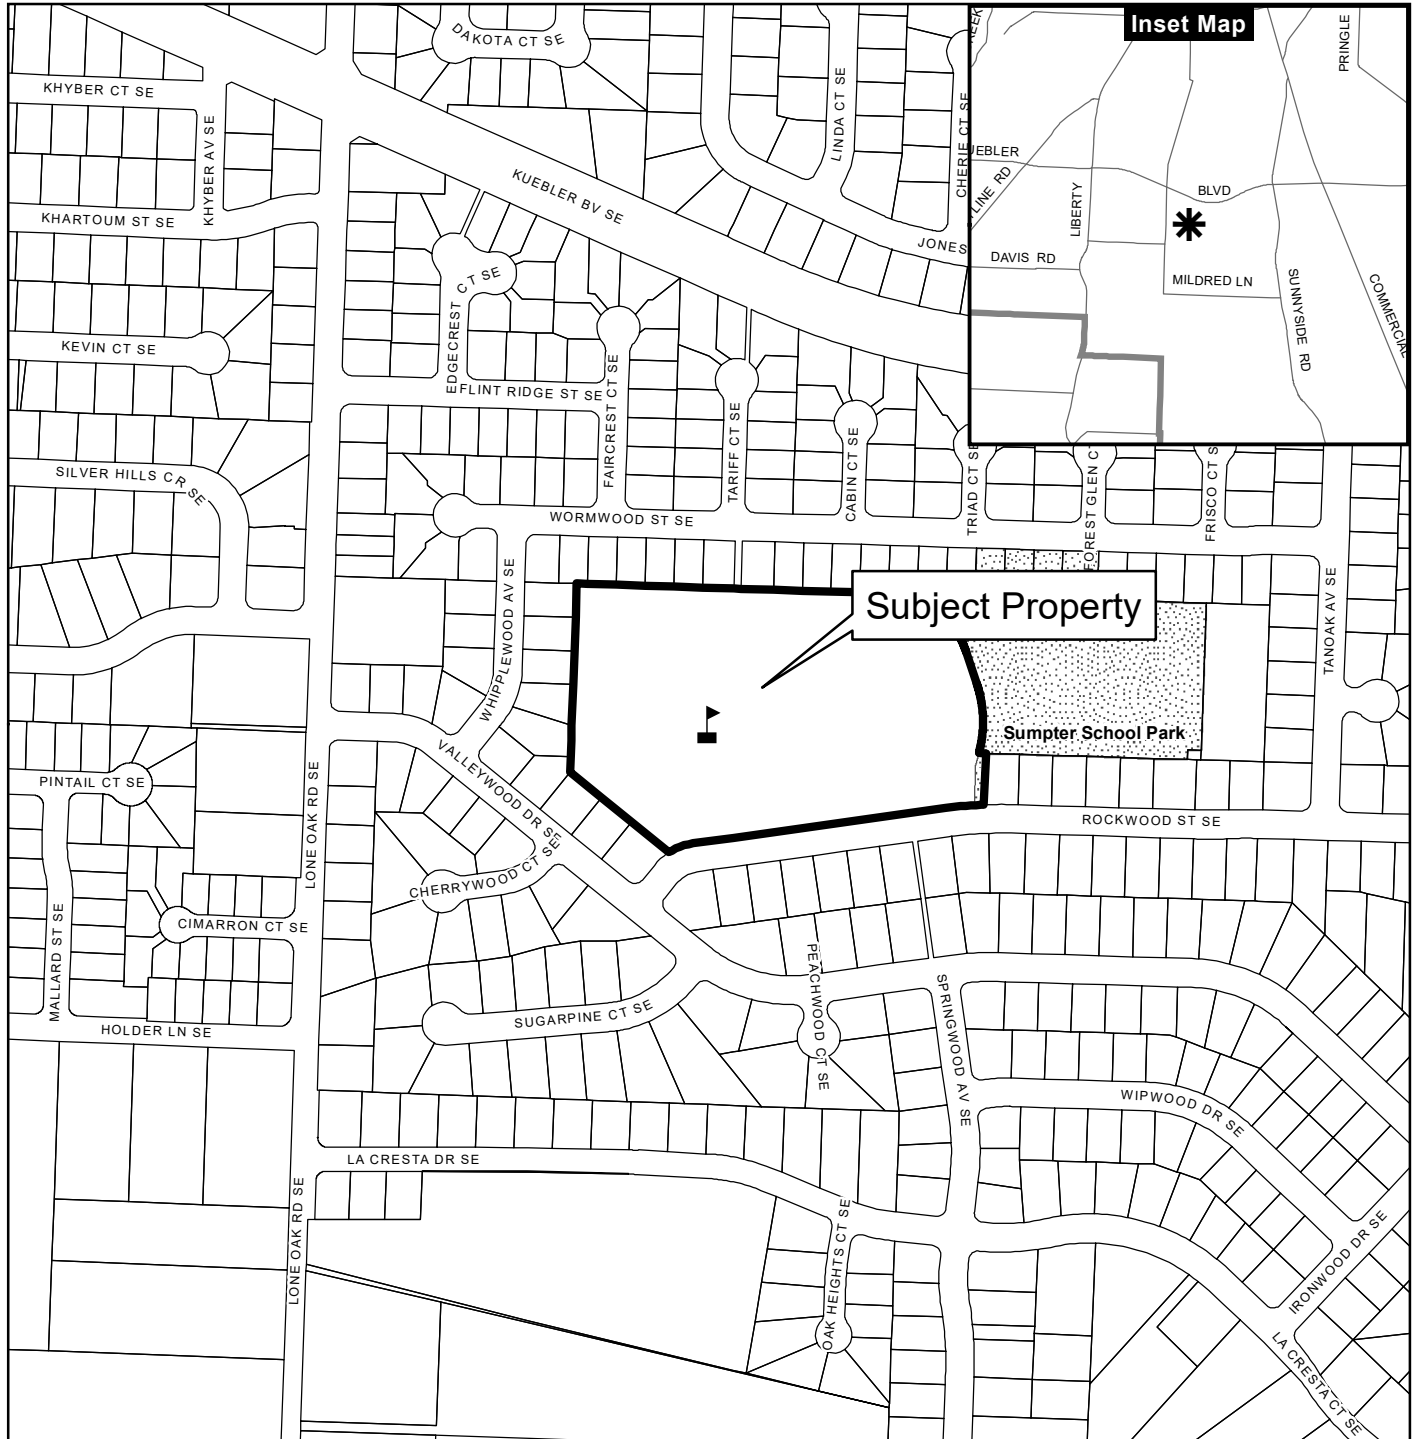 Inset Map
PRINGLE
UEBLER
BLVD
LINE RD
LIBERTY
DAVIS RD
MILDRED LN
SUNNYSIDE RD
COMMERCIAL
DAKOTA CT SE
KHYBER CT SE
KHYBER AV SE
LINDA CT SE
CHERIE CT SE
KUEBLER BV SE
KHARTOUM ST SE
JONES
EDGECREST CT SE
KEVIN CT SE
FLINT RIDGE ST SE
FAIRCREST CT SE
TARIFF CT SE
CABIN CT SE
TRIAD CT SE
FOREST GLEN C
FRISCO CT S
SILVER HILLS CR SE
WORMWOOD ST SE
WHIPPLEWOOD AV SE
Subject Property
TANOAK AV SE
Sumpter School Park
VALLEYWOOD DR SE
PINTAIL CT SE
LONE OAK RD SE
ROCKWOOD ST SE
CHERRYWOOD CT SE
CIMARRON CT SE
MALLARD ST SE
PEACHWOOD CT SE
SPRINGWOOD AV SE
SUGARPINE CT SE
HOLDER LN SE
WIPWOOD DR SE
LA CRESTA DR SE
LONE OAK RD SE
OAK HEIGHTS CT SE
IRONWOOD DR SE
LA CRESTA CT SE